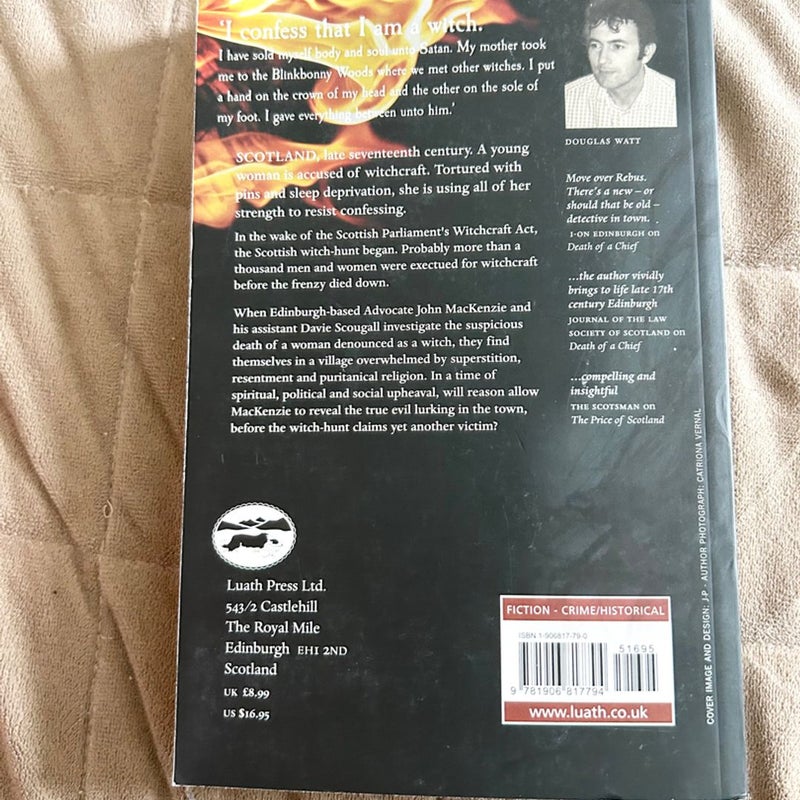 'I confess that I am a witch.
I have sold myself body and soul unto Satan. My mother took
me to the Blinkbonny Woods where we met other witches. I put
a hand on the crown of my head and the other on the sole of
my foot. I gave everything between unto him.'
SCOTLAND, late seventeenth century. A young
woman is accused of witchcraft. Tortured with
pins and sleep deprivation, she is using all of her
strength to resist confessing.
In the wake of the Scottish Parliament's Witchcraft Act,
the Scottish witch-hunt began. Probably more than a
thousand men and women were exectued for witchcraft
before the frenzy died down.
When Edinburgh-based Advocate John MacKenzie and
his assistant Davie Scougall investigate the suspicious
death of a woman denounced as a witch, they find
themselves in a village overwhelmed by superstition,
resentment and puritanical religion. In a time of
spiritual, political and social upheaval, will reason allow
MacKenzie to reveal the true evil lurking in the town,
before the witch-hunt claims yet another victim?
DOUGLAS WATT
Move over Rebus.
There's a new – or
should that be old –
detective in town.
I-ON EDINBURGH on
Death of a Chief
...the author vividly
brings to life late 17th
century Edinburgh
JOURNAL OF THE LAW
SOCIETY OF SCOTLAND on
Death of a Chief
...compelling and
insightful
THE SCOTSMAN on
The Price of Scotland
Luath Press Ltd.
543/2 Castlehill
The Royal Mile
Edinburgh EH1 2ND
Scotland
UK £8.99
US $16.95
FICTION - CRIME/HISTORICAL
ISBN 1-906817-79-0
51695
9 781906 817794
www.luath.co.uk
COVER IMAGE AND DESIGN: J-P · AUTHOR PHOTOGRAPH: CATRIONA VERNAL